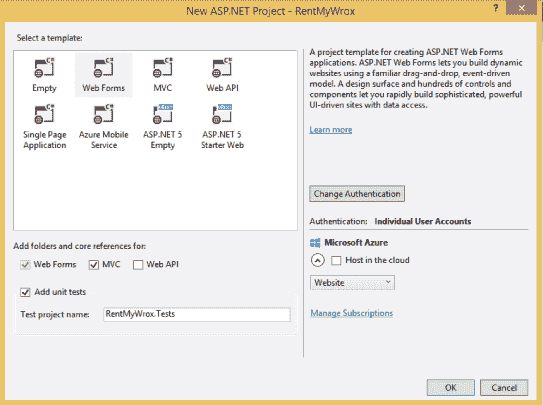 New ASP.NET Project - RentMyWrox
?
Select a template:
Empty
Web Forms
MVC
Web API
Single Page
Application
Azure Mobile
Service
ASP.NET 5
Empty
ASP.NET 5
Starter Web
A project template for creating ASP.NET Web Forms
applications. ASP.NET Web Forms lets you build dynamic
websites using a familiar drag-and-drop, event-driven
model. A design surface and hundreds of controls and
components let you rapidly build sophisticated, powerful
UI-driven sites with data access.
Learn more
Change Authentication
Authentication: Individual User Accounts
Microsoft Azure
Host in the cloud
Website
Manage Subscriptions
Add folders and core references for:
Web Forms
MVC
Web API
Add unit tests
Test project name:
RentMyWrox.Tests
OK
Cancel